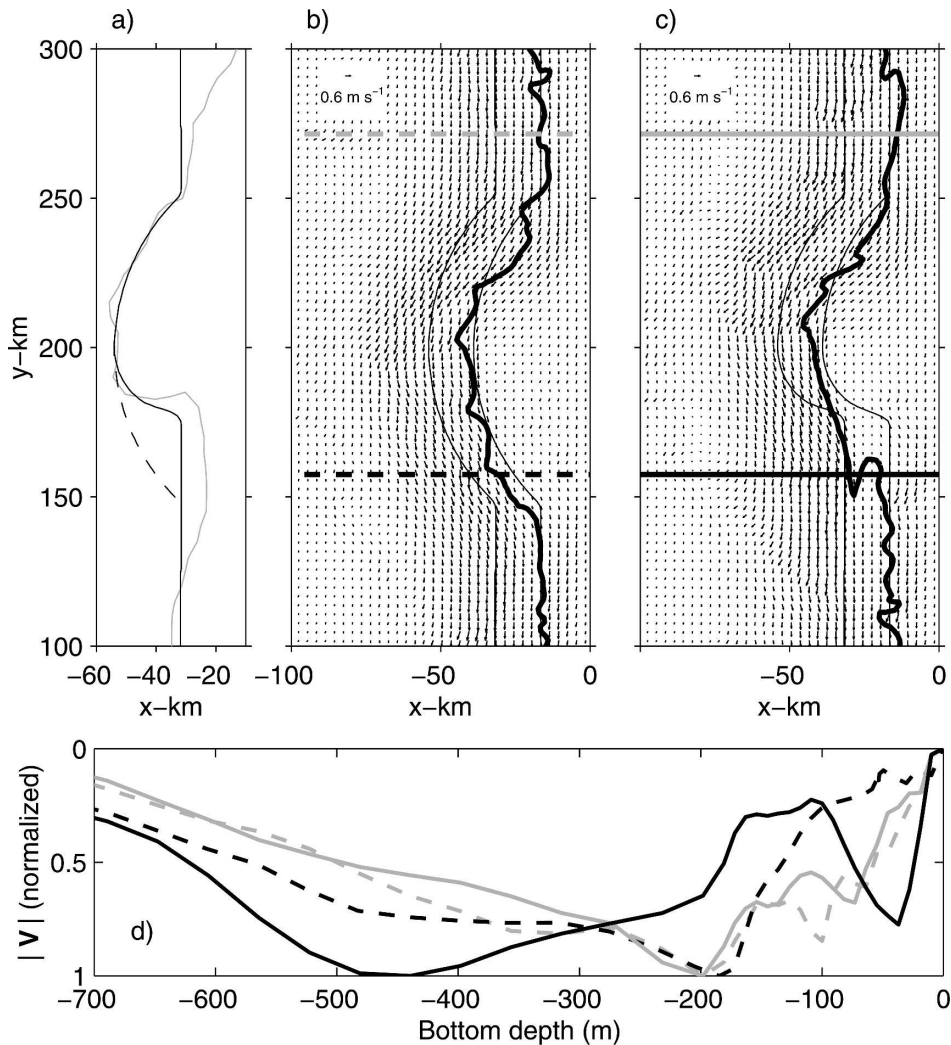 a)
b)
c)
300
250
200
150
100
y−km
0.6 m s⁻¹
0.6 m s⁻¹
−60 −40 −20
x−km
−100 −50 0
x−km
−50 0
x−km
0
0.5
1
| V | (normalized)
d)
−700 −600 −500 −400 −300 −200 −100 0
Bottom depth (m)